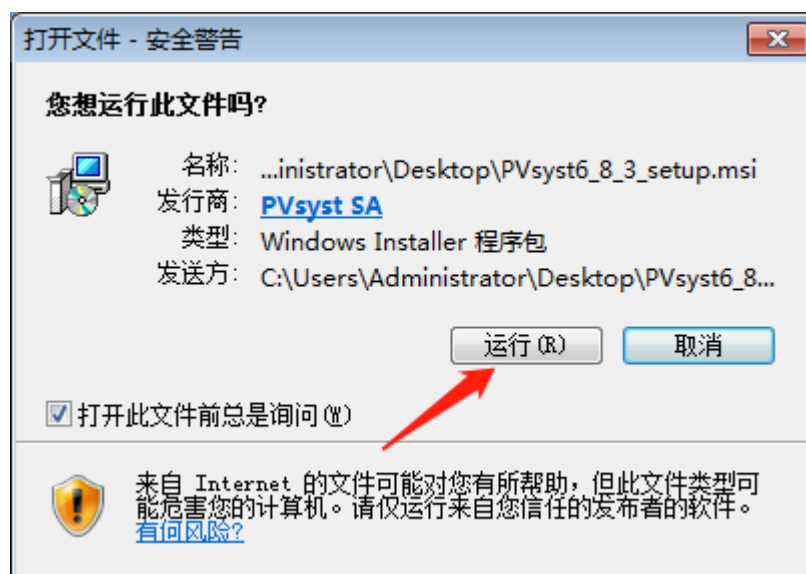 打开文件 - 安全警告
您想运行此文件吗?
名称: ...inistrator\Desktop\PVsyst6_8_3_setup.msi
发行商: PVsyst SA
类型: Windows Installer 程序包
发送方: C:\Users\Administrator\Desktop\PVsyst6_8...
运行(R) 取消
打开此文件前总是询问(W)
来自 Internet 的文件可能对您有所帮助，但此文件类型可
能危害您的计算机。请仅运行来自您信任的发布者的软件。
有何风险?